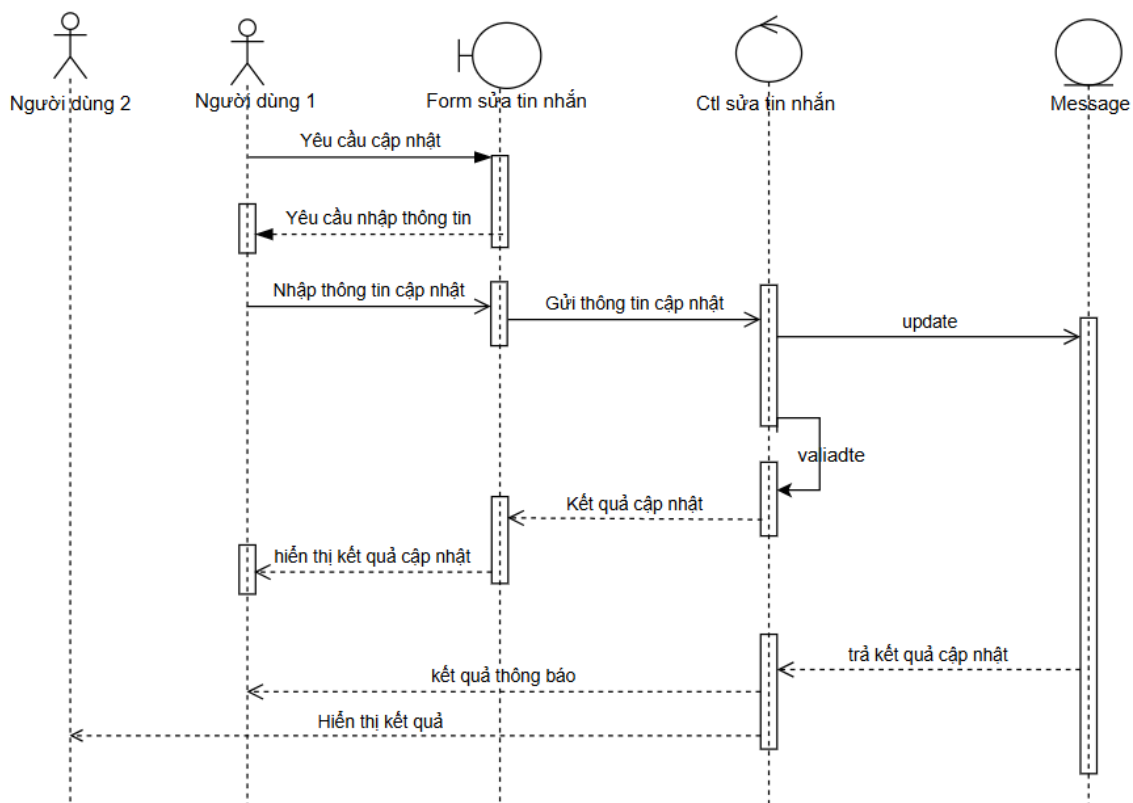 Người dùng 2
Người dùng 1
Form sửa tin nhắn
Ctl sửa tin nhắn
Message
Yêu cầu cập nhật
Yêu cầu nhập thông tin
Nhập thông tin cập nhật
Gửi thông tin cập nhật
update
valiadte
Kết quả cập nhật
hiển thị kết quả cập nhật
trả kết quả cập nhật
kết quả thông báo
Hiển thị kết quả